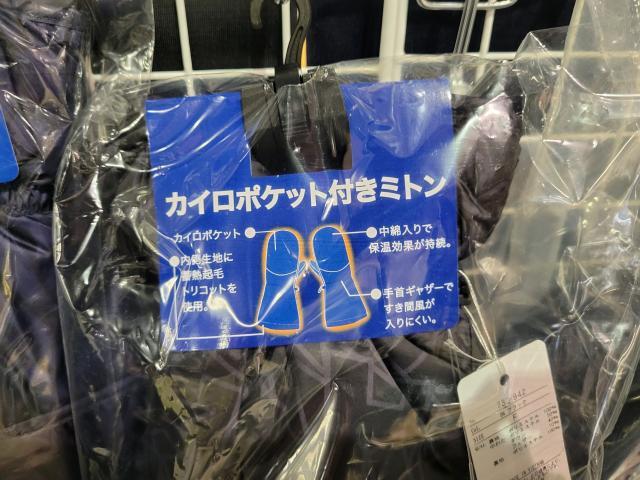 カイロポケット付きミトン
カイロポケット
内側生地に
蓄熱起毛
トリコットを
使用。
中綿入りで
保温効果が持続。
手首ギャザーで
すき間風が
入りにくい。